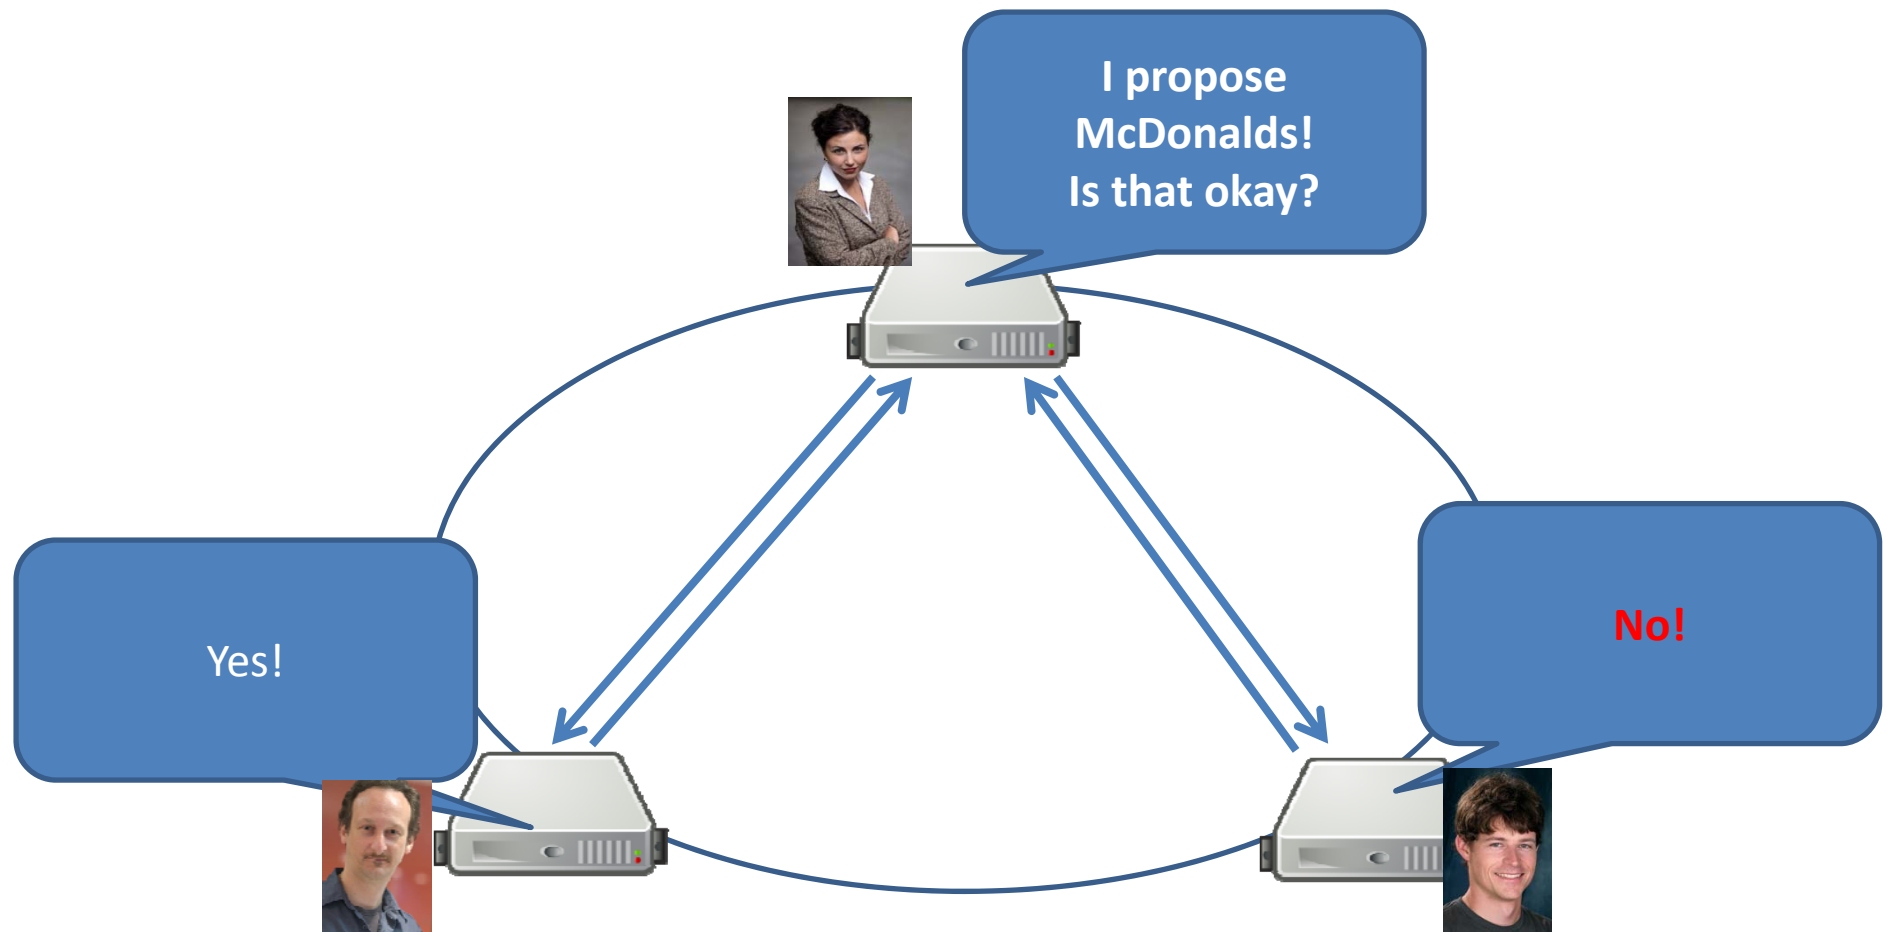 I propose
McDonalds!
Is that okay?
Yes!
No!